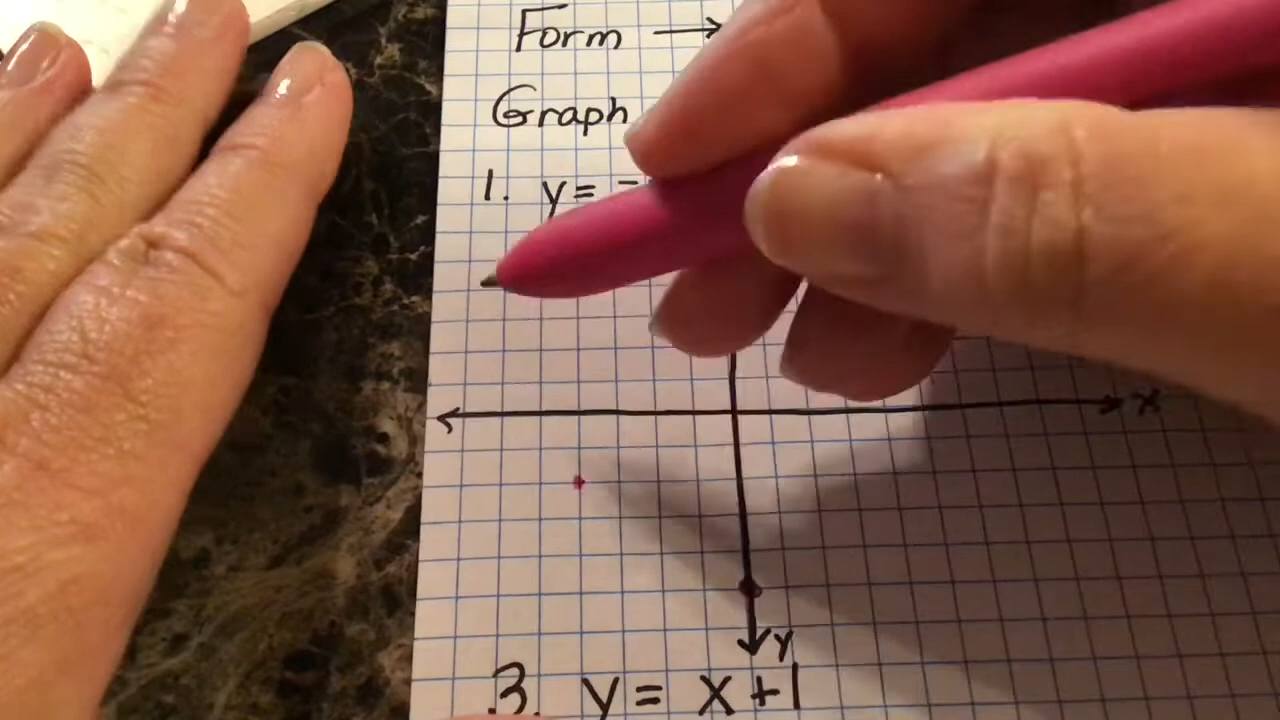 Form →
Graph
1. y = -
x
y
3. y = x + 1